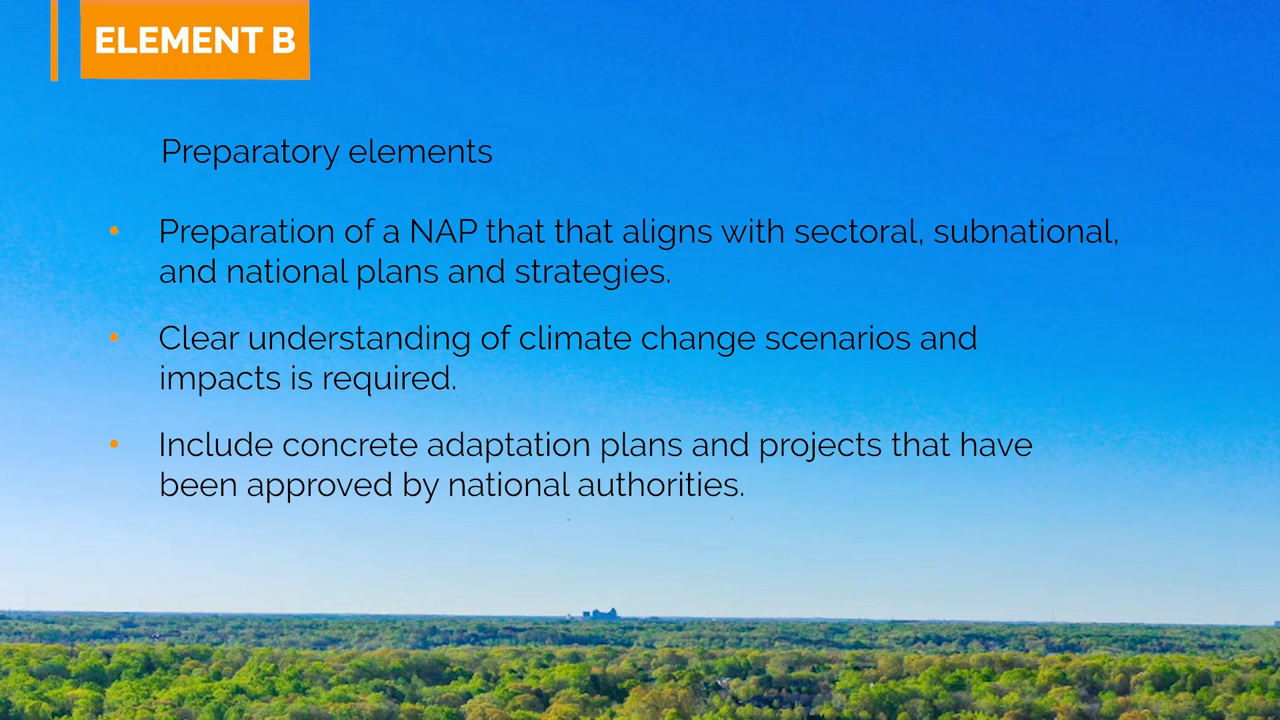 ELEMENT B
Preparatory elements
• Preparation of a NAP that that aligns with sectoral, subnational,
and national plans and strategies.
• Clear understanding of climate change scenarios and
impacts is required.
• Include concrete adaptation plans and projects that have
been approved by national authorities.